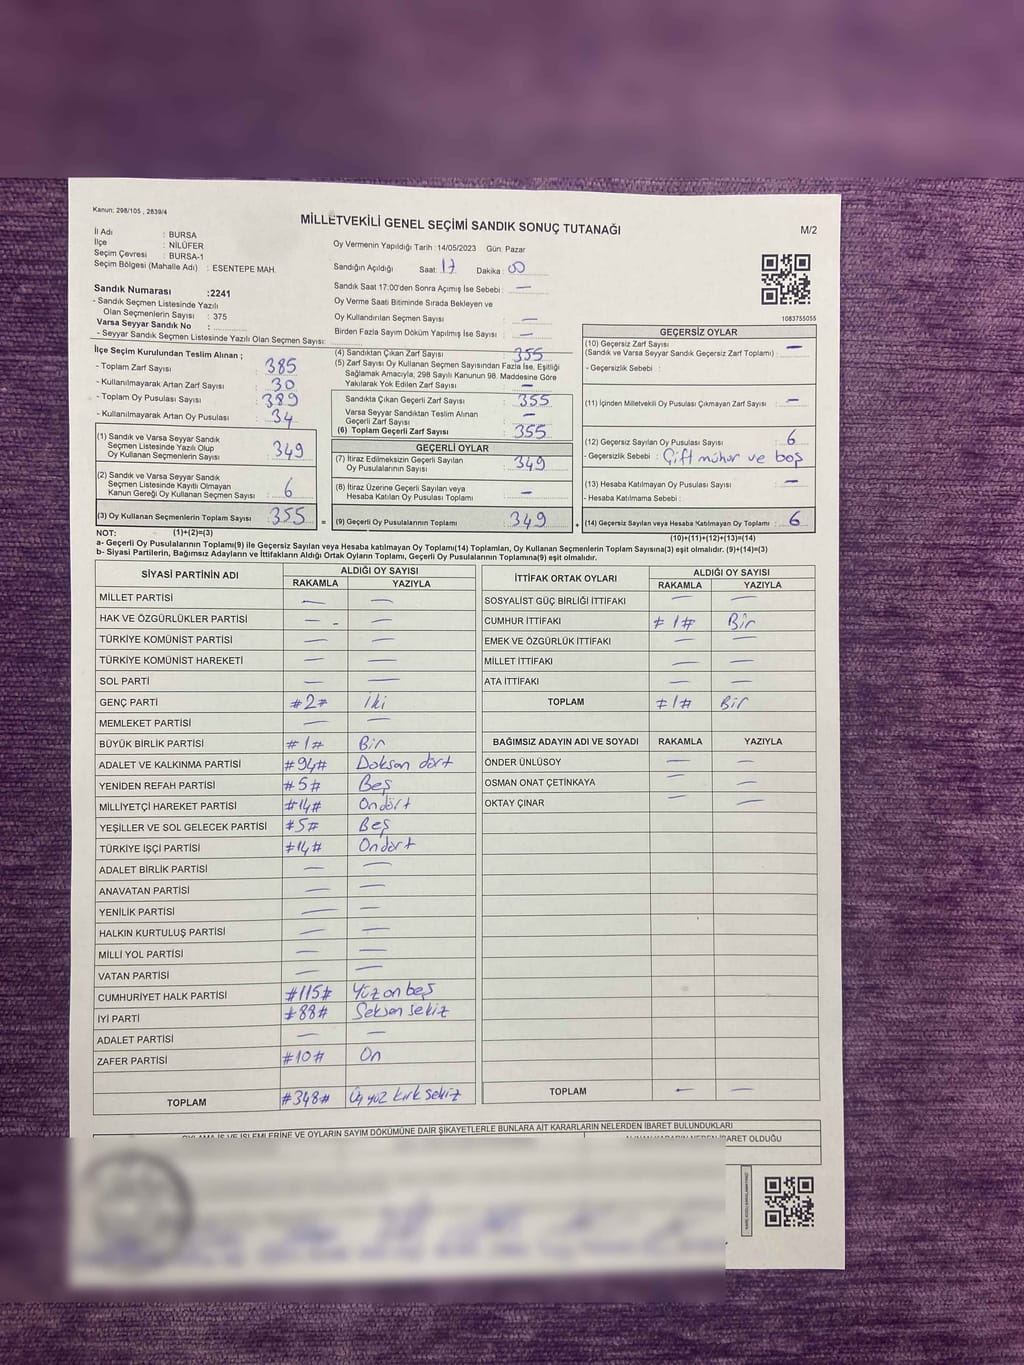 Kanun: 298/105 , 2839/4
MİLLETVEKİLİ GENEL SEÇİMİ SANDIK SONUÇ TUTANAĞI
M/2
İl Adı : BURSA
İlçe : NİLÜFER
Seçim Çevresi : BURSA-1
Seçim Bölgesi (Mahalle Adı) : ESENTEPE MAH.
Sandık Numarası :2241
- Sandık Seçmen Listesinde Yazılı
Olan Seçmenlerin Sayısı : 375
Varsa Seyyar Sandık No :
- Seyyar Sandık Seçmen Listesinde Yazılı Olan Seçmen Sayısı:
Oy Vermenin Yapıldığı Tarih : 14/05/2023 Gün: Pazar
Sandığın Açıldığı Saat: 17 Dakika : 00
Sandık Saat 17:00'den Sonra Açımış İse Sebebi : —
Oy Verme Saati Bitiminde Sırada Bekleyen ve
Oy Kullandırılan Seçmen Sayısı : —
Birden Fazla Sayım Döküm Yapılmış İse Sayısı : —
1083755055
İlçe Seçim Kurulundan Teslim Alınan ;
- Toplam Zarf Sayısı : 385
- Kullanılmayarak Artan Zarf Sayısı : 30
- Toplam Oy Pusulası Sayısı : 389
- Kullanılmayarak Artan Oy Pusulası : 34
(1) Sandık ve Varsa Seyyar Sandık
Seçmen Listesinde Yazılı Olup
Oy Kullanan Seçmenlerin Sayısı : 349
(2) Sandık ve Varsa Seyyar Sandık
Seçmen Listesinde Kayıtlı Olmayan
Kanun Gereği Oy Kullanan Seçmen Sayısı : 6
(3) Oy Kullanan Seçmenlerin Toplam Sayısı : 355 =
(4) Sandıktan Çıkan Zarf Sayısı : 355
(5) Zarf Sayısı Oy Kullanan Seçmen Sayısından Fazla İse, Eşitliği
Sağlamak Amacıyla, 298 Sayılı Kanunun 98. Maddesine Göre
Yakılarak Yok Edilen Zarf Sayısı : —
Sandıkta Çıkan Geçerli Zarf Sayısı : 355
Varsa Seyyar Sandıktan Teslim Alınan
Geçerli Zarf Sayısı : —
(6) Toplam Geçerli Zarf Sayısı : 355
GEÇERLİ OYLAR
(7) İtiraz Edilmeksizin Geçerli Sayılan
Oy Pusulalarının Sayısı : 349
(8) İtiraz Üzerine Geçerli Sayılan veya
Hesaba Katılan Oy Pusulası Toplamı : —
(9) Geçerli Oy Pusulalarının Toplamı : 349 +
GEÇERSİZ OYLAR
(10) Geçersiz Zarf Sayısı
(Sandık ve Varsa Seyyar Sandık Geçersiz Zarf Toplamı) : —
- Geçersizlik Sebebi :
(11) İçinden Milletvekili Oy Pusulası Çıkmayan Zarf Sayısı : —
(12) Geçersiz Sayılan Oy Pusulası Sayısı : 6
- Geçersizlik Sebebi : Çift mühür ve boş
(13) Hesaba Katılmayan Oy Pusulası Sayısı : —
- Hesaba Katılmama Sebebi :
(14) Geçersiz Sayılan veya Hesaba Katılmayan Oy Toplamı : 6
NOT: (1)+(2)=(3)
(10)+(11)+(12)+(13)=(14)
a- Geçerli Oy Pusulalarının Toplamı(9) ile Geçersiz Sayılan veya Hesaba katılmayan Oy Toplamı(14) Toplamları, Oy Kullanan Seçmenlerin Toplam Sayısına(3) eşit olmalıdır. (9)+(14)=(3)
b- Siyasi Partilerin, Bağımsız Adayların ve İttifakların Aldığı Ortak Oyların Toplamı, Geçerli Oy Pusulalarının Toplamına(9) eşit olmalıdır.
SİYASİ PARTİNİN ADI ALDIĞI OY SAYISI
RAKAMLA YAZIYLA
MİLLET PARTİSİ — —
HAK VE ÖZGÜRLÜKLER PARTİSİ — —
TÜRKİYE KOMÜNİST PARTİSİ — —
TÜRKİYE KOMÜNİST HAREKETİ — —
SOL PARTİ — —
GENÇ PARTİ #2# İki
MEMLEKET PARTİSİ — —
BÜYÜK BİRLİK PARTİSİ #1# Bir
ADALET VE KALKINMA PARTİSİ #94# Doksan dört
YENİDEN REFAH PARTİSİ #5# Beş
MİLLİYETÇİ HAREKET PARTİSİ #14# Ondört
YEŞİLLER VE SOL GELECEK PARTİSİ #5# Beş
TÜRKİYE İŞÇİ PARTİSİ #14# Ondört
ADALET BİRLİK PARTİSİ — —
ANAVATAN PARTİSİ — —
YENİLİK PARTİSİ — —
HALKIN KURTULUŞ PARTİSİ — —
MİLLİ YOL PARTİSİ — —
VATAN PARTİSİ — —
CUMHURİYET HALK PARTİSİ #115# Yüz on beş
İYİ PARTİ #88# Seksen sekiz
ADALET PARTİSİ — —
ZAFER PARTİSİ #10# On
TOPLAM #348# Üç yüz kırk sekiz
İTTİFAK ORTAK OYLARI ALDIĞI OY SAYISI
RAKAMLA YAZIYLA
SOSYALİST GÜÇ BİRLİĞİ İTTİFAKI — —
CUMHUR İTTİFAKI #1# Bir
EMEK VE ÖZGÜRLÜK İTTİFAKI — —
MİLLET İTTİFAKI — —
ATA İTTİFAKI — —
TOPLAM #1# Bir
BAĞIMSIZ ADAYIN ADI VE SOYADI RAKAMLA YAZIYLA
ÖNDER ÜNLÜSOY — —
OSMAN ONAT ÇETİNKAYA — —
OKTAY ÇINAR — —
TOPLAM — —
OYLAMA İŞ VE İŞLEMLERİNE VE OYLARIN SAYIM DÖKÜMÜNE DAİR ŞİKAYETLERLE BUNLARA AİT KARARLARIN NELERDEN İBARET BULUNDUKLARI
İBARET OLDUĞU